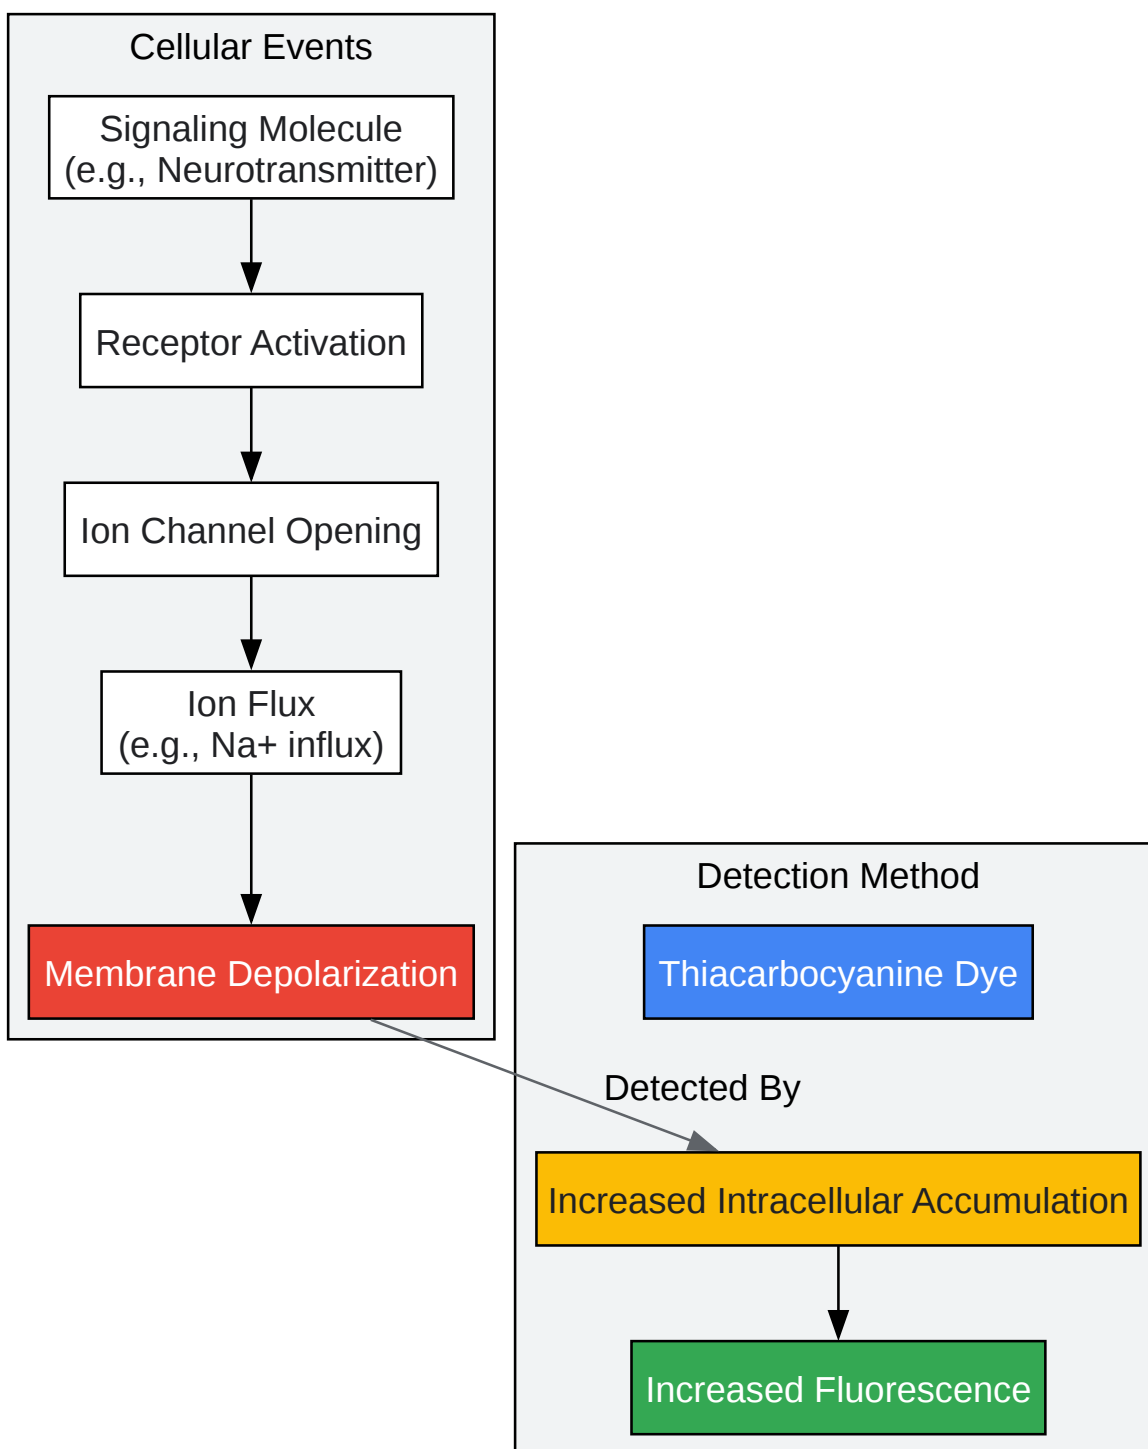 Cellular Events
Signaling Molecule
(e.g., Neurotransmitter)
Receptor Activation
Ion Channel Opening
Ion Flux
(e.g., Na+ influx)
Membrane Depolarization
Detection Method
Thiacarbocyanine Dye
Detected By
Increased Intracellular Accumulation
Increased Fluorescence